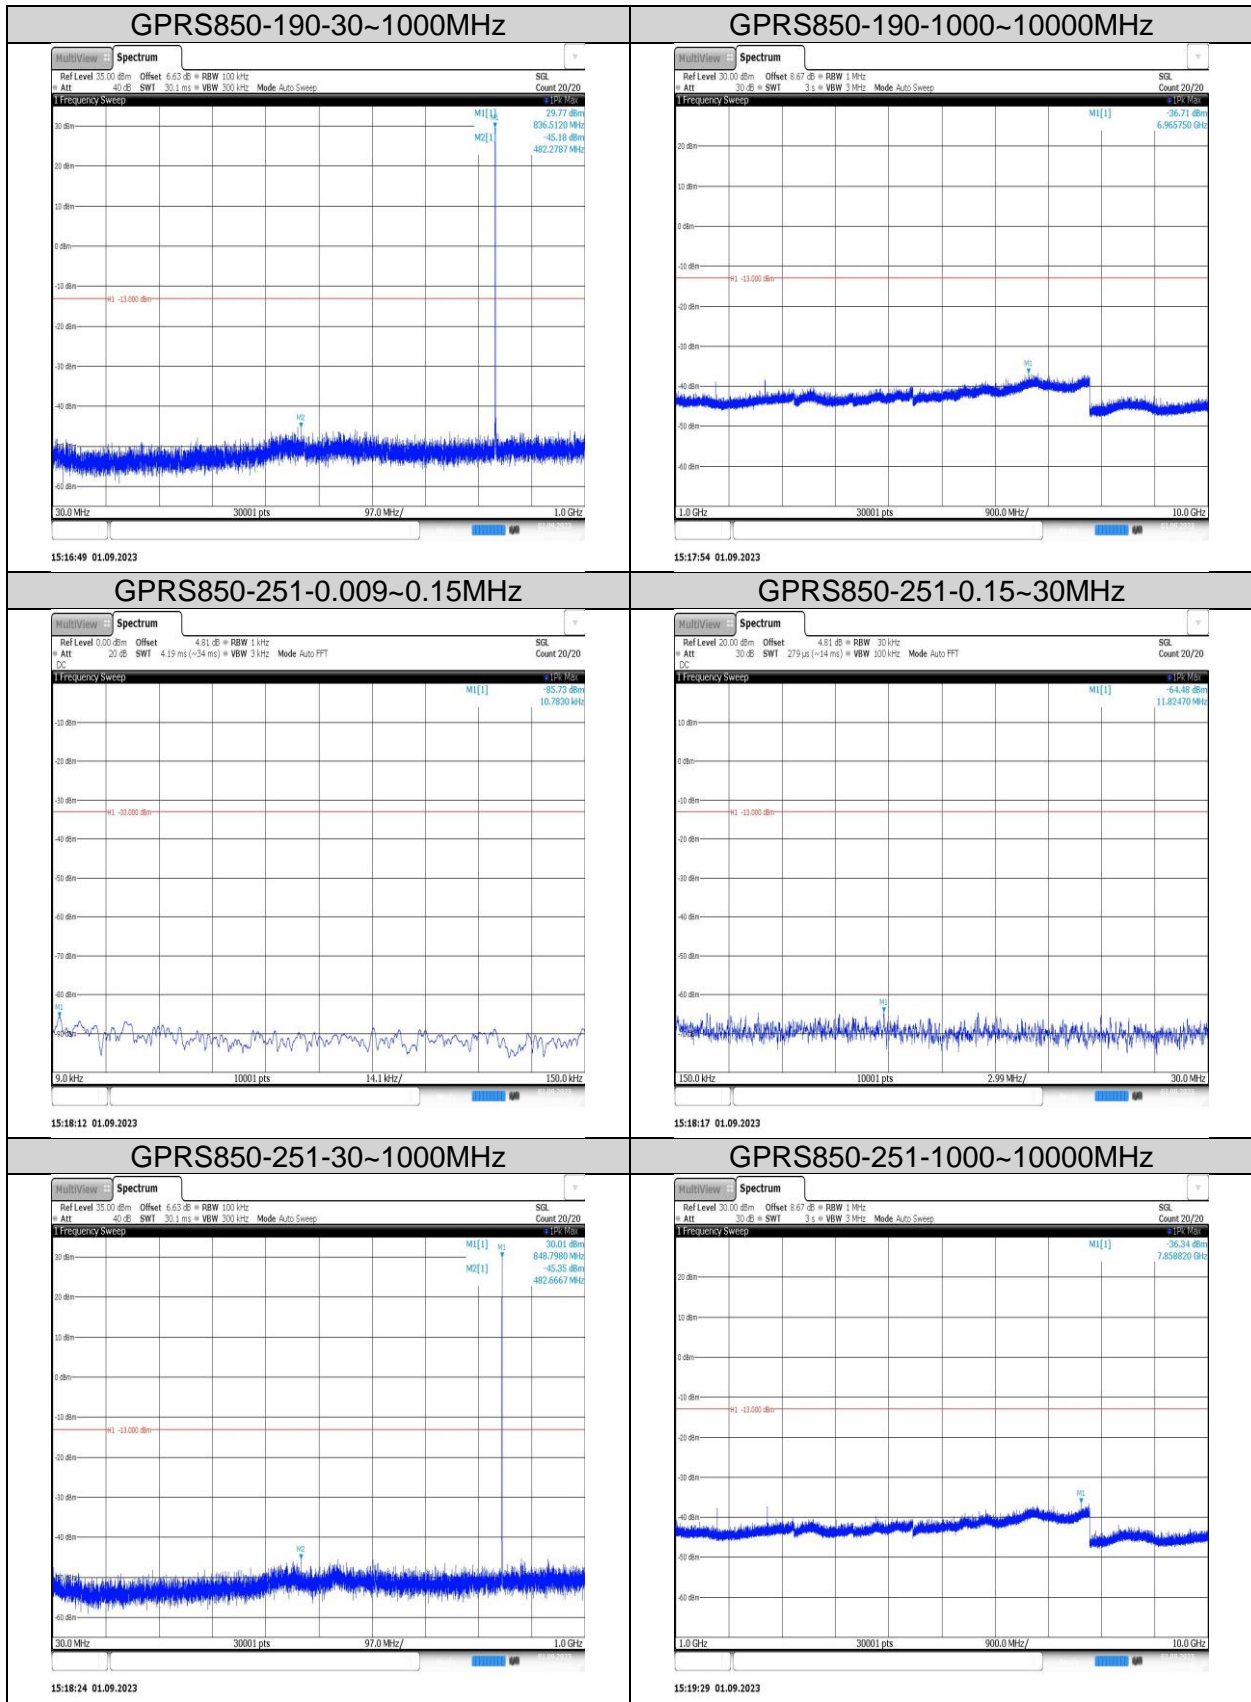 GPRS850-190-30~1000MHz
MultiView Spectrum
Ref Level 35.00 dBm Offset 6.63 dB RBW 100 kHz SGL
Att 40 dB SWT 30.1 ms VBW 300 kHz Mode Auto Sweep Count 20/20
1 Frequency Sweep 1Pk Max
M1[1] 29.77 dBm
836.5120 MHz
M2[1] -45.18 dBm
482.2787 MHz
30 dBm
20 dBm
10 dBm
0 dBm
-10 dBm
H1 -13.000 dBm
-20 dBm
-30 dBm
-40 dBm
M2
-60 dBm
30.0 MHz 30001 pts 97.0 MHz/ 1.0 GHz
15:16:49 01.09.2023
GPRS850-190-1000~10000MHz
MultiView Spectrum
Ref Level 30.00 dBm Offset 8.67 dB RBW 1 MHz SGL
Att 30 dB SWT 3 s VBW 3 MHz Mode Auto Sweep Count 20/20
1 Frequency Sweep 1Pk Max
M1[1] -36.71 dBm
6.965750 GHz
20 dBm
10 dBm
0 dBm
-10 dBm
H1 -13.000 dBm
-20 dBm
-30 dBm
M1
-40 dBm
-50 dBm
-60 dBm
1.0 GHz 30001 pts 900.0 MHz/ 10.0 GHz
15:17:54 01.09.2023
GPRS850-251-0.009~0.15MHz
MultiView Spectrum
Ref Level 0.00 dBm Offset 4.81 dB RBW 1 kHz SGL
Att 20 dB SWT 4.19 ms (~34 ms) VBW 3 kHz Mode Auto FFT Count 20/20
DC
1 Frequency Sweep 1Pk Max
M1[1] -85.73 dBm
10.7830 kHz
-10 dBm
-20 dBm
-30 dBm
H1 -33.000 dBm
-40 dBm
-50 dBm
-60 dBm
-70 dBm
-80 dBm
M1
-90 dBm
9.0 kHz 10001 pts 14.1 kHz/ 150.0 kHz
15:18:12 01.09.2023
GPRS850-251-0.15~30MHz
MultiView Spectrum
Ref Level 20.00 dBm Offset 4.81 dB RBW 30 kHz SGL
Att 30 dB SWT 279 µs (~14 ms) VBW 100 kHz Mode Auto FFT Count 20/20
DC
1 Frequency Sweep 1Pk Max
M1[1] -64.48 dBm
11.82470 MHz
10 dBm
0 dBm
-10 dBm
H1 -13.000 dBm
-20 dBm
-30 dBm
-40 dBm
-50 dBm
-60 dBm
M1
150.0 kHz 10001 pts 2.99 MHz/ 30.0 MHz
15:18:17 01.09.2023
GPRS850-251-30~1000MHz
MultiView Spectrum
Ref Level 35.00 dBm Offset 6.63 dB RBW 100 kHz SGL
Att 40 dB SWT 30.1 ms VBW 300 kHz Mode Auto Sweep Count 20/20
1 Frequency Sweep 1Pk Max
M1[1] M1 30.01 dBm
848.7980 MHz
M2[1] -45.35 dBm
482.6667 MHz
30 dBm
20 dBm
10 dBm
0 dBm
-10 dBm
H1 -13.000 dBm
-20 dBm
-30 dBm
-40 dBm
M2
-60 dBm
30.0 MHz 30001 pts 97.0 MHz/ 1.0 GHz
15:18:24 01.09.2023
GPRS850-251-1000~10000MHz
MultiView Spectrum
Ref Level 30.00 dBm Offset 8.67 dB RBW 1 MHz SGL
Att 30 dB SWT 3 s VBW 3 MHz Mode Auto Sweep Count 20/20
1 Frequency Sweep 1Pk Max
M1[1] -36.34 dBm
7.858820 GHz
20 dBm
10 dBm
0 dBm
-10 dBm
H1 -13.000 dBm
-20 dBm
-30 dBm
M1
-40 dBm
-50 dBm
-60 dBm
1.0 GHz 30001 pts 900.0 MHz/ 10.0 GHz
15:19:29 01.09.2023